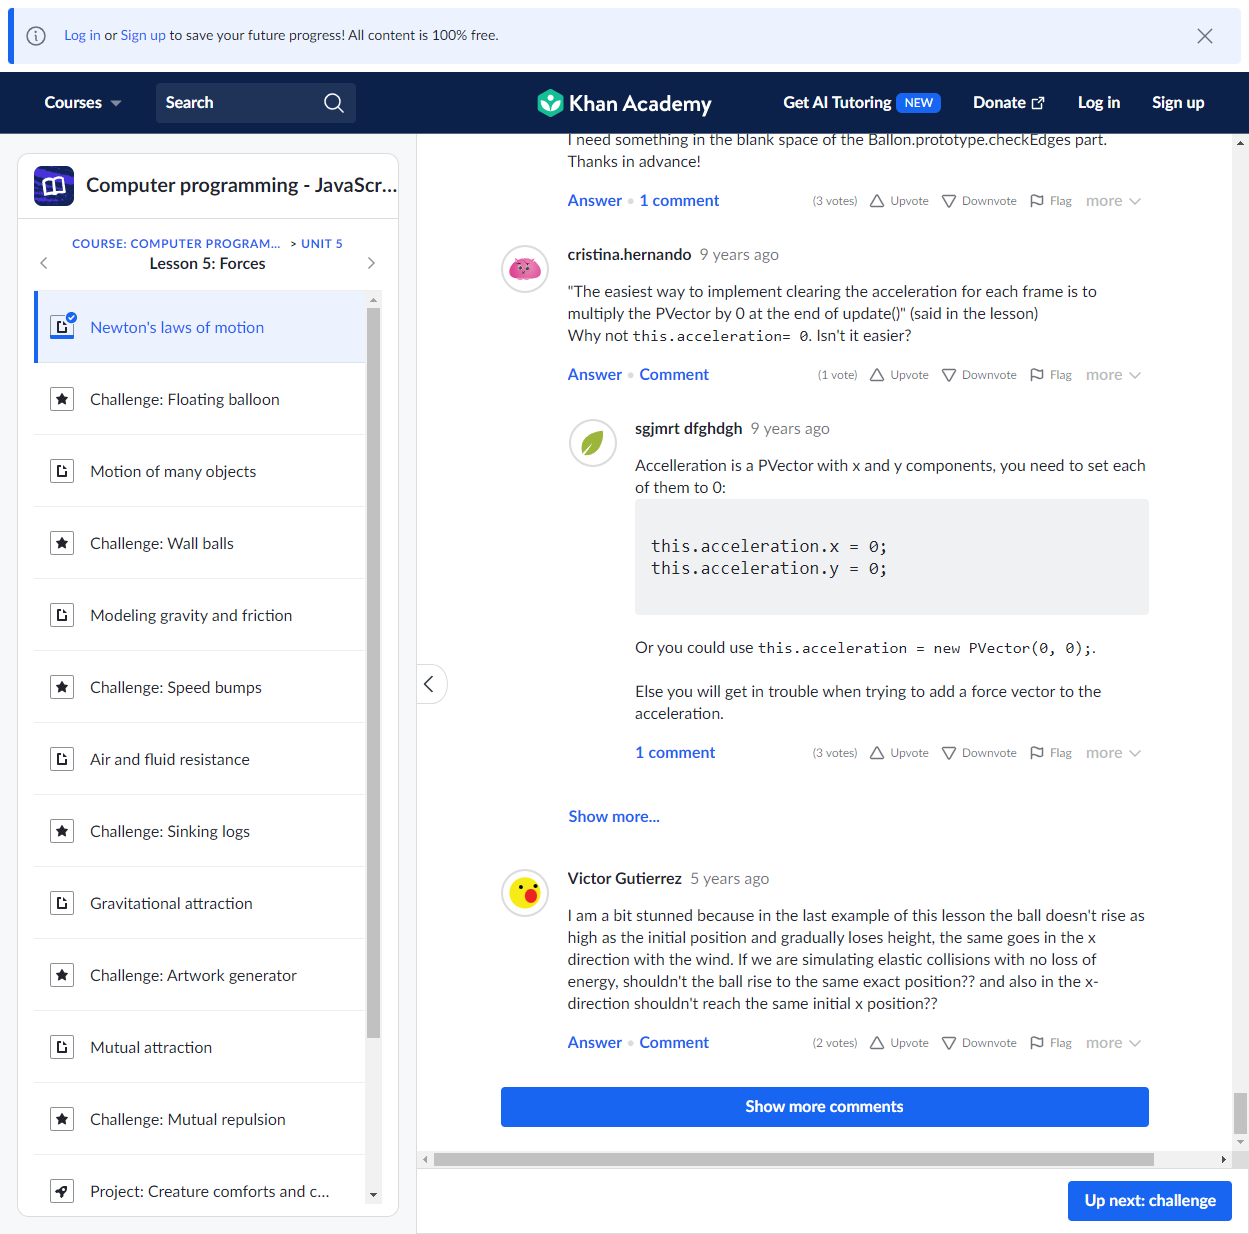 Log in or Sign up to save your future progress! All content is 100% free.
Courses
Search
Khan Academy
Get AI Tutoring NEW
Donate
Log in
Sign up
Computer programming - JavaScr...
COURSE: COMPUTER PROGRAM... > UNIT 5
Lesson 5: Forces
Newton's laws of motion
Challenge: Floating balloon
Motion of many objects
Challenge: Wall balls
Modeling gravity and friction
Challenge: Speed bumps
Air and fluid resistance
Challenge: Sinking logs
Gravitational attraction
Challenge: Artwork generator
Mutual attraction
Challenge: Mutual repulsion
Project: Creature comforts and c...
I need something in the blank space of the Ballon.prototype.checkEdges part.
Thanks in advance!
Answer • 1 comment (3 votes) Upvote Downvote Flag more
cristina.hernando 9 years ago
"The easiest way to implement clearing the acceleration for each frame is to
multiply the PVector by 0 at the end of update()" (said in the lesson)
Why not this.acceleration= 0. Isn't it easier?
Answer • Comment (1 vote) Upvote Downvote Flag more
sgjmrt dfghdgh 9 years ago
Accelleration is a PVector with x and y components, you need to set each
of them to 0:
this.acceleration.x = 0;
this.acceleration.y = 0;
Or you could use this.acceleration = new PVector(0, 0);.
Else you will get in trouble when trying to add a force vector to the
acceleration.
1 comment (3 votes) Upvote Downvote Flag more
Show more...
Victor Gutierrez 5 years ago
I am a bit stunned because in the last example of this lesson the ball doesn't rise as
high as the initial position and gradually loses height, the same goes in the x
direction with the wind. If we are simulating elastic collisions with no loss of
energy, shouldn't the ball rise to the same exact position?? and also in the x-
direction shouldn't reach the same initial x position??
Answer • Comment (2 votes) Upvote Downvote Flag more
Show more comments
Up next: challenge